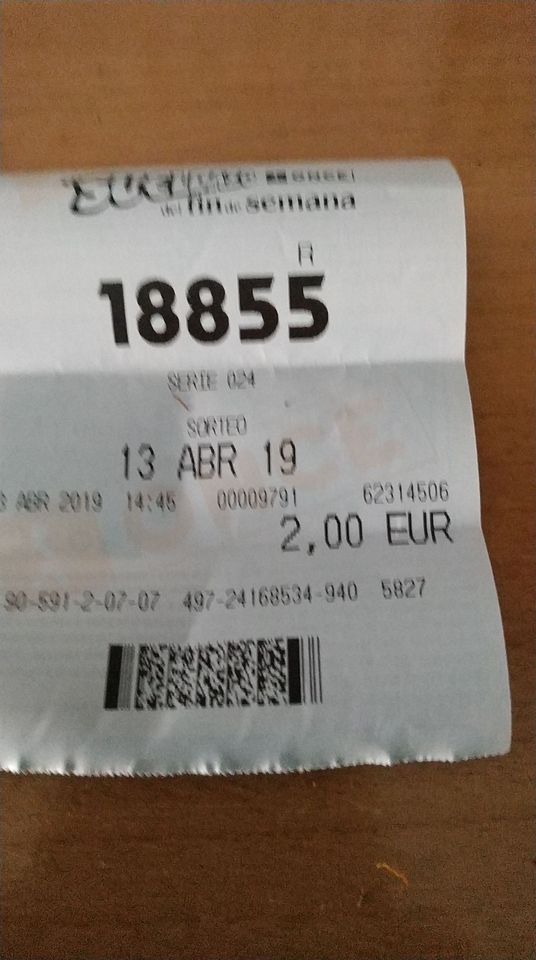 del fin de semana
R
18855
SERIE 024
SORTEO
13 ABR 19
ABR 2019 14:45 00009791 62314506
2,00 EUR
90-591-2-07-07 497-24168534-940 5827